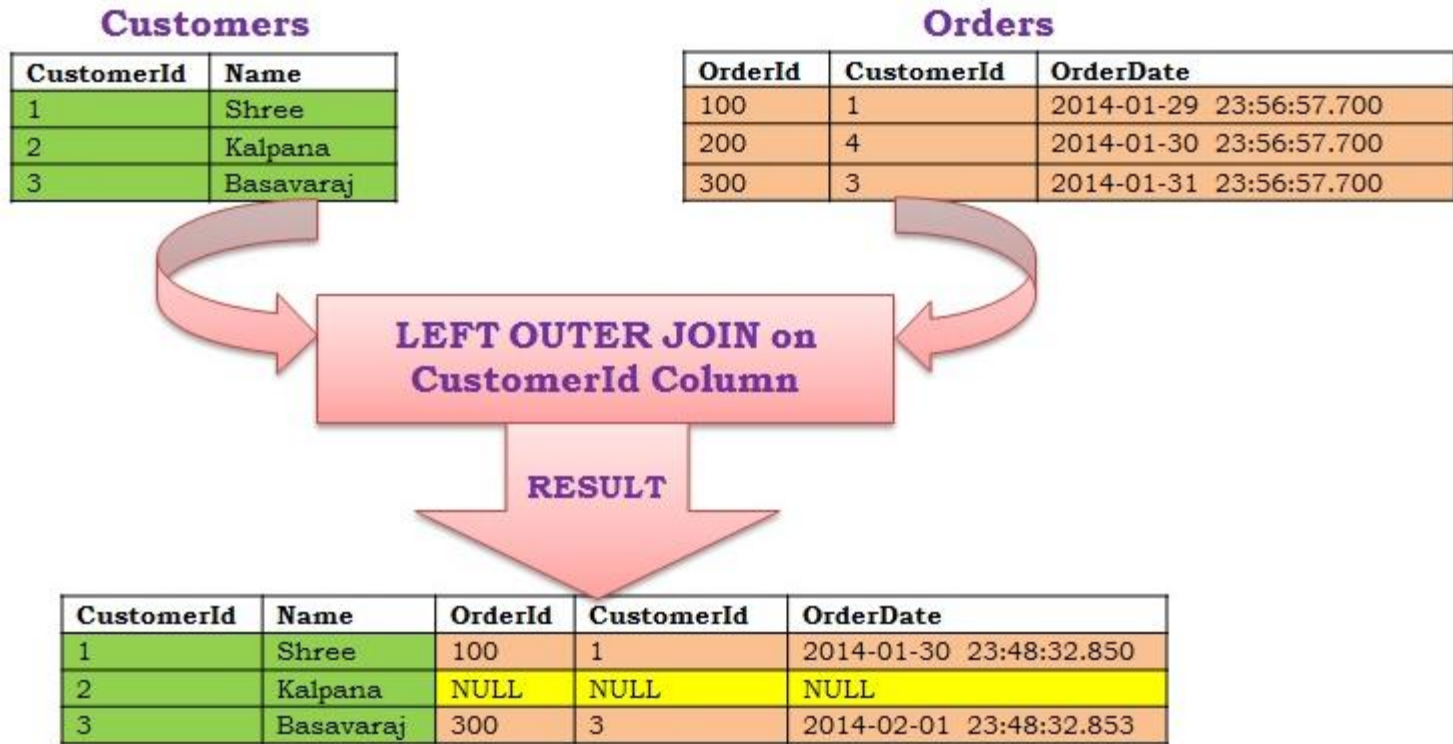 Customers
Orders
CustomerId Name
1 Shree
2 Kalpana
3 Basavaraj
OrderId CustomerId OrderDate
100 1 2014-01-29 23:56:57.700
200 4 2014-01-30 23:56:57.700
300 3 2014-01-31 23:56:57.700
LEFT OUTER JOIN on
CustomerId Column
RESULT
CustomerId Name OrderId CustomerId OrderDate
1 Shree 100 1 2014-01-30 23:48:32.850
2 Kalpana NULL NULL NULL
3 Basavaraj 300 3 2014-02-01 23:48:32.853